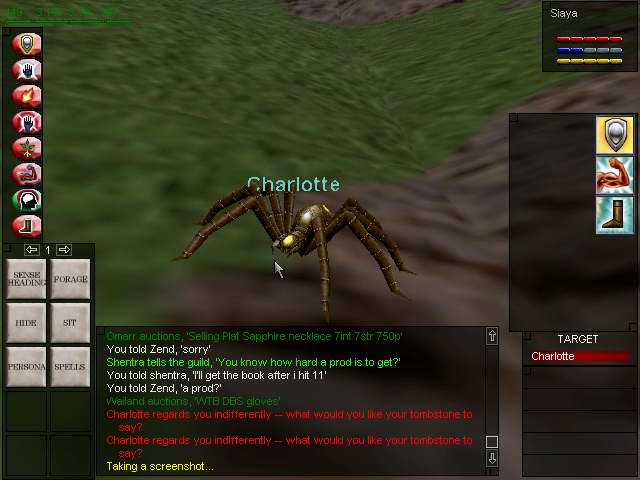 Siaya
Charlotte
1
SENSE HEADING
FORAGE
HIDE
SIT
PERSONA
SPELLS
Omarr auctions, 'Selling Plat Sapphire necklace 7int 7str 750p'
You told Zend, 'sorry'
Shentra tells the guild, 'You know how hard a prod is to get?'
You told shentra, 'I'll get the book after i hit 11'
You told Zend, 'a prod?'
Wailand auctions, 'WTB DBS gloves'
Charlotte regards you indifferently -- what would you like your tombstone to
say?
Charlotte regards you indifferently -- what would you like your tombstone to
say?
Taking a screenshot...
TARGET
Charlotte